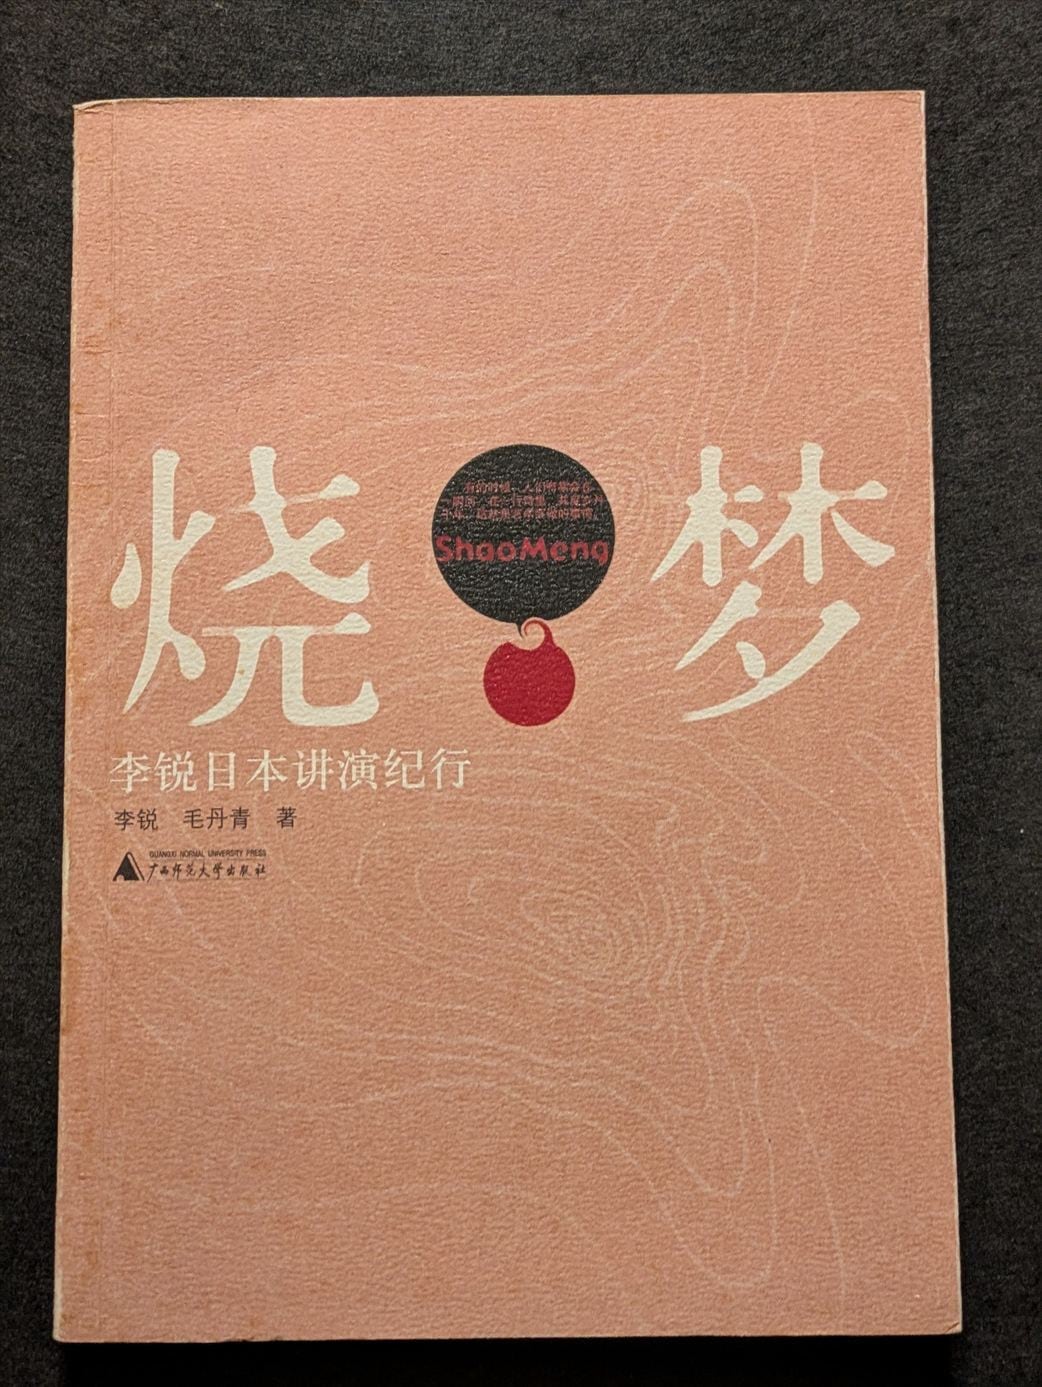 烧梦
ShaoMeng
李锐日本讲演纪行
李锐 毛丹青 著
GUANGXI NORMAL UNIVERSITY PRESS
广西师范大学出版社